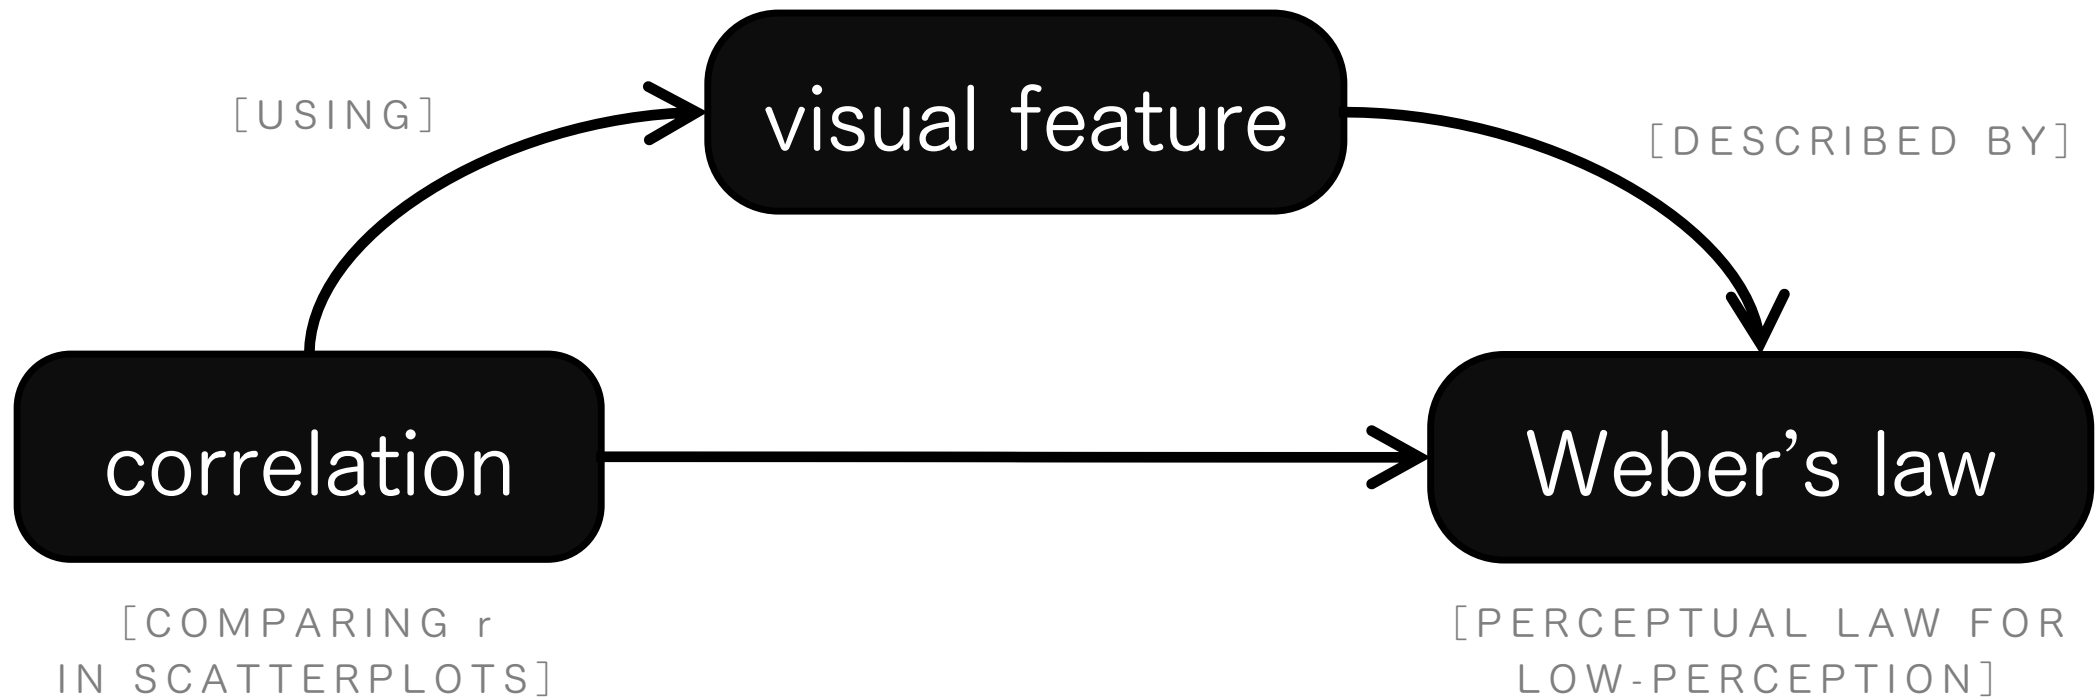 visual feature
[USING]
[DESCRIBED BY]
correlation
Weber’s law
[COMPARING r
IN SCATTERPLOTS]
[PERCEPTUAL LAW FOR
LOW-PERCEPTION]